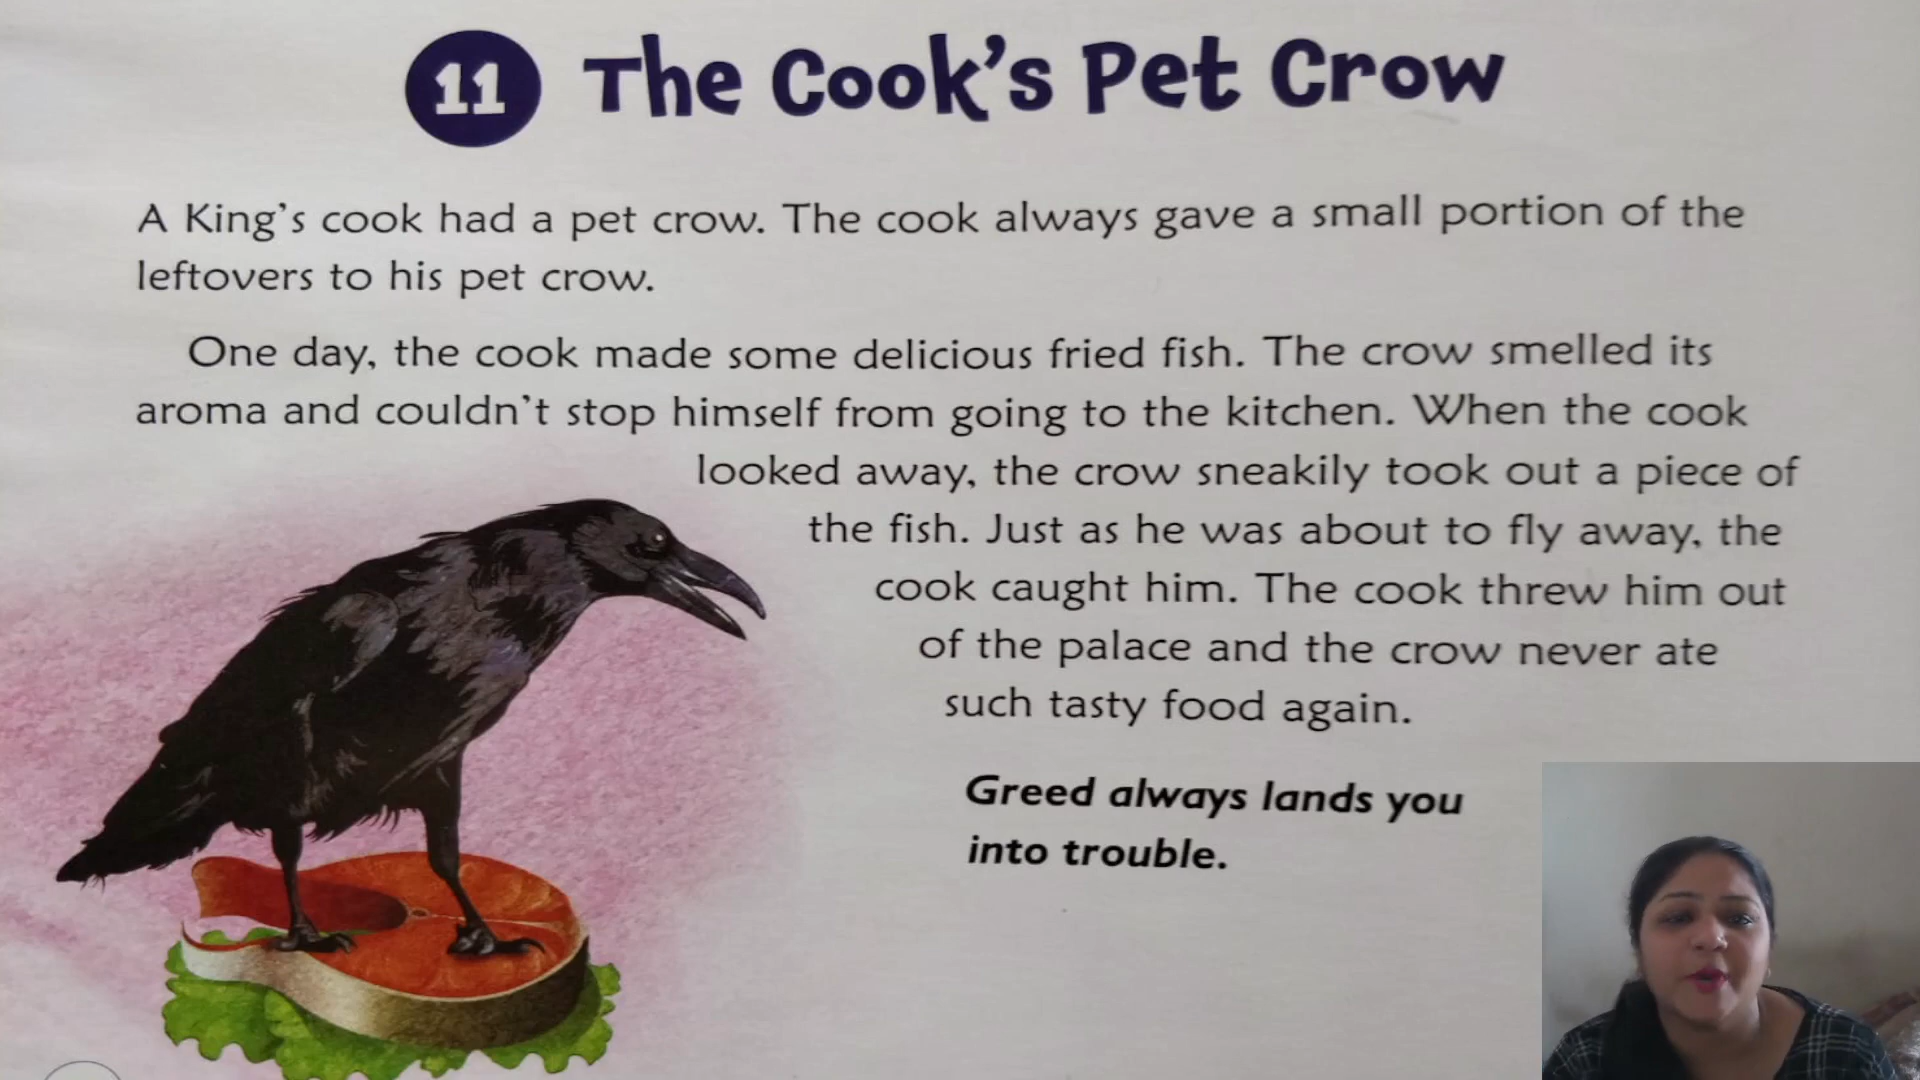 11 The Cook's Pet Crow
A King's cook had a pet crow. The cook always gave a small portion of the
leftovers to his pet crow.
One day, the cook made some delicious fried fish. The crow smelled its
aroma and couldn't stop himself from going to the kitchen. When the cook
looked away, the crow sneakily took out a piece of
the fish. Just as he was about to fly away, the
cook caught him. The cook threw him out
of the palace and the crow never ate
such tasty food again.
Greed always lands you
into trouble.